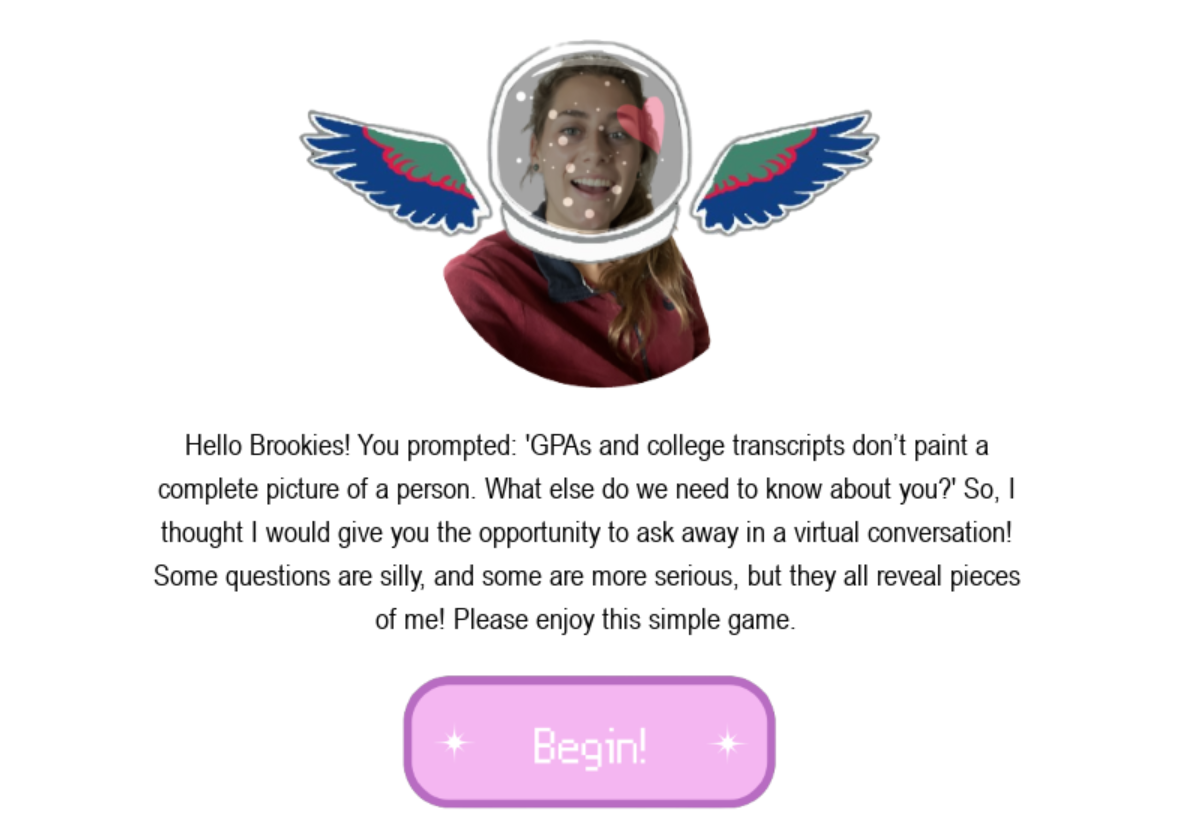 Hello Brookies! You prompted: 'GPAs and college transcripts don’t paint a
complete picture of a person. What else do we need to know about you?' So, I
thought I would give you the opportunity to ask away in a virtual conversation!
Some questions are silly, and some are more serious, but they all reveal pieces
of me! Please enjoy this simple game.
Begin!